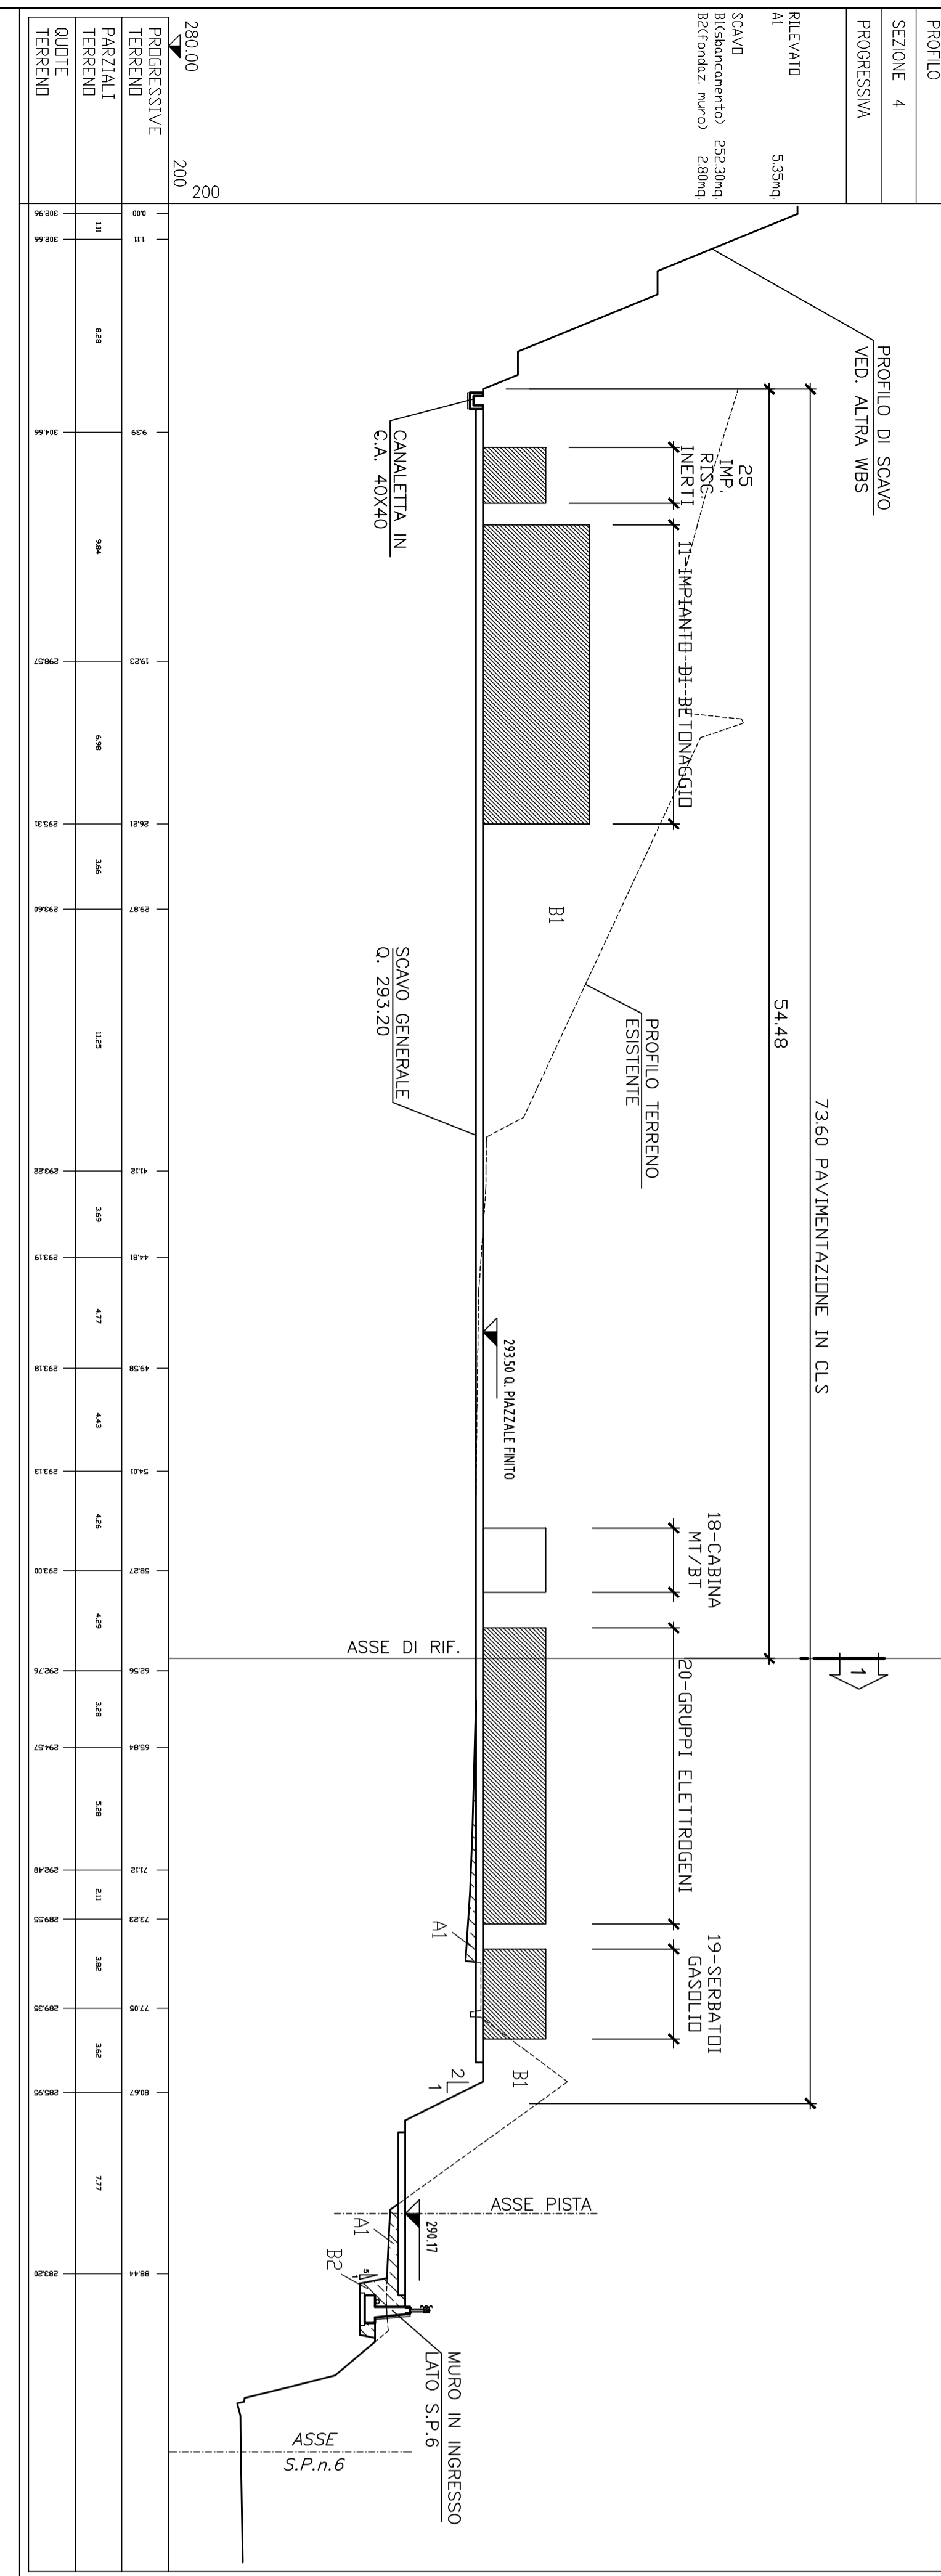 PROFILO
SEZIONE 4
PROGRESSIVA
RILEVATO
A1 5.35mq.
SCAVO
B1(sbancamento) 252.30mq.
B2(fondaz. muro) 2.80mq.
PROFILO DI SCAVO
VED. ALTRA WBS
73.60 PAVIMENTAZIONE IN CLS
54.48
1
25
IMP.
RISC.
INERTI
11-IMPIANTO DI BETONAGGIO
18-CABINA
MT/BT
20-GRUPPI ELETTROGENI
19-SERBATOI
GASOLIO
B1
PROFILO TERRENO
ESISTENTE
293.50 Q. PIAZZALE FINITO
B1
CANALETTA IN
C.A. 40X40
SCAVO GENERALE
Q. 293.20
ASSE DI RIF.
A1
2
1
ASSE PISTA
290.17
A1
B2
5
1
MURO IN INGRESSO
LATO S.P.6
ASSE
S.P.n.6
280.00
200
200
PROGRESSIVE
TERRENO
0.00 1.11 9.39 19.23 26.21 29.87 41.12 44.81 49.58 54.01 58.27 62.56 65.84 71.12 73.23 77.05 80.67 88.44
PARZIALI
TERRENO
1.11 8.28 9.84 6.98 3.66 11.25 3.69 4.77 4.43 4.26 4.29 3.28 5.28 2.11 3.82 3.62 7.77
QUOTE
TERRENO
302.96 302.66 304.66 298.57 295.31 293.60 293.22 293.19 293.18 293.13 293.00 292.76 294.57 292.48 289.55 289.35 285.95 283.20